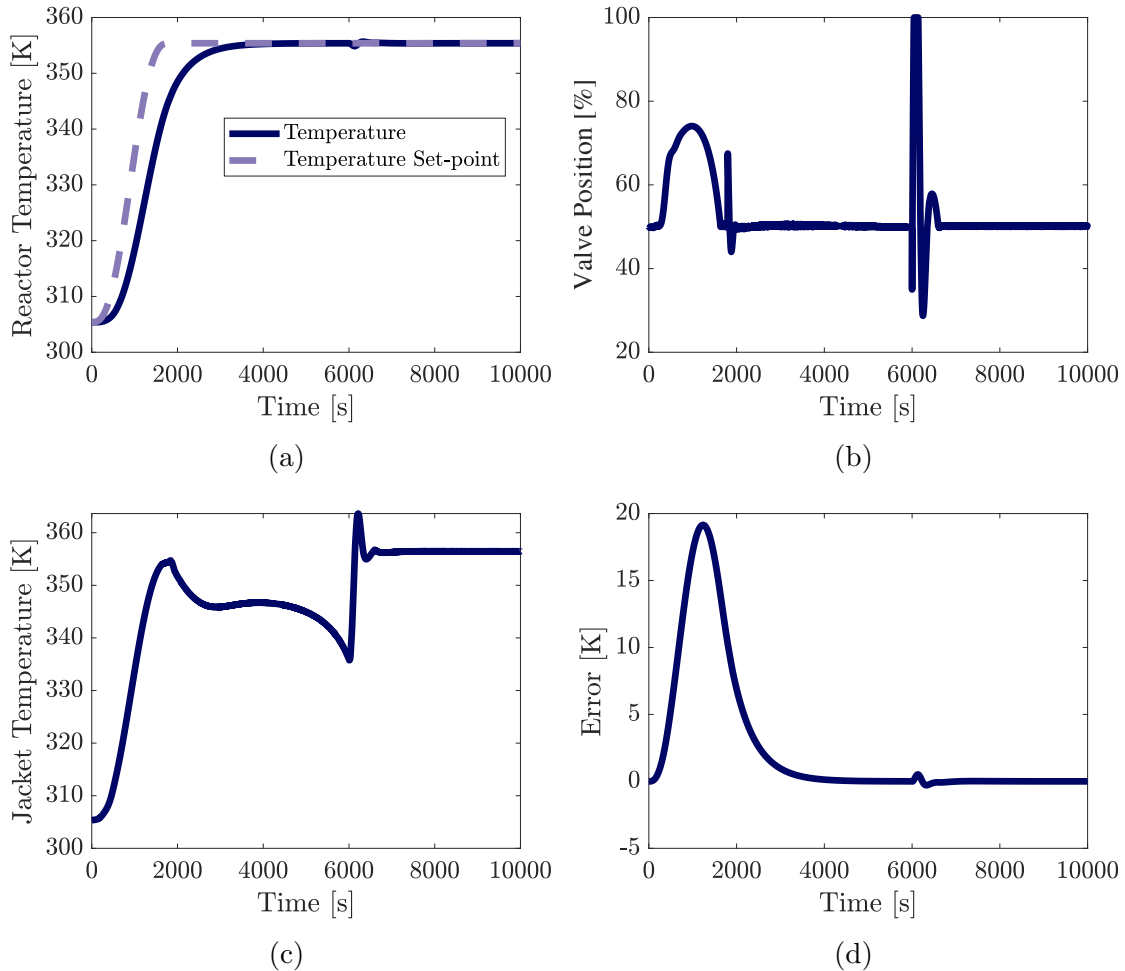 360
350
340
330
320
310
300
Reactor Temperature [K]
Temperature
Temperature Set-point
0 2000 4000 6000 8000 10000
Time [s]
(a)
100
80
60
40
20
Valve Position [%]
0 2000 4000 6000 8000 10000
Time [s]
(b)
360
350
340
330
320
310
300
Jacket Temperature [K]
0 2000 4000 6000 8000 10000
Time [s]
(c)
20
15
10
5
0
-5
Error [K]
0 2000 4000 6000 8000 10000
Time [s]
(d)